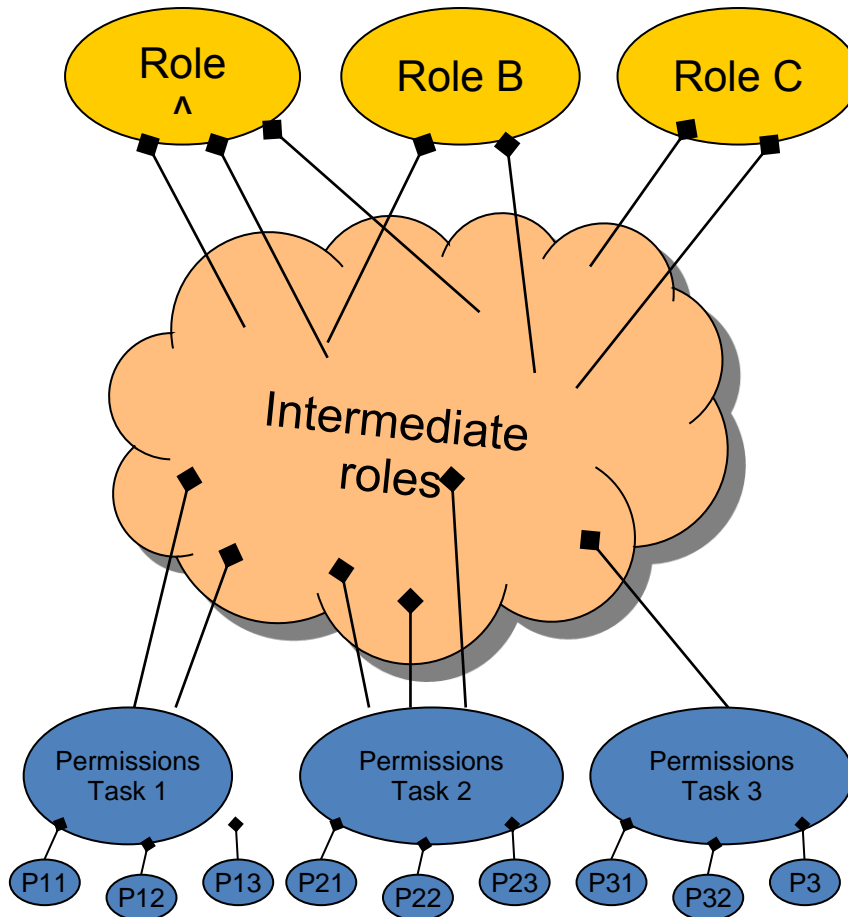 Role
A
Role B
Role C
Intermediate
roles
Permissions
Task 1
Permissions
Task 2
Permissions
Task 3
P11
P12
P13
P21
P22
P23
P31
P32
P3